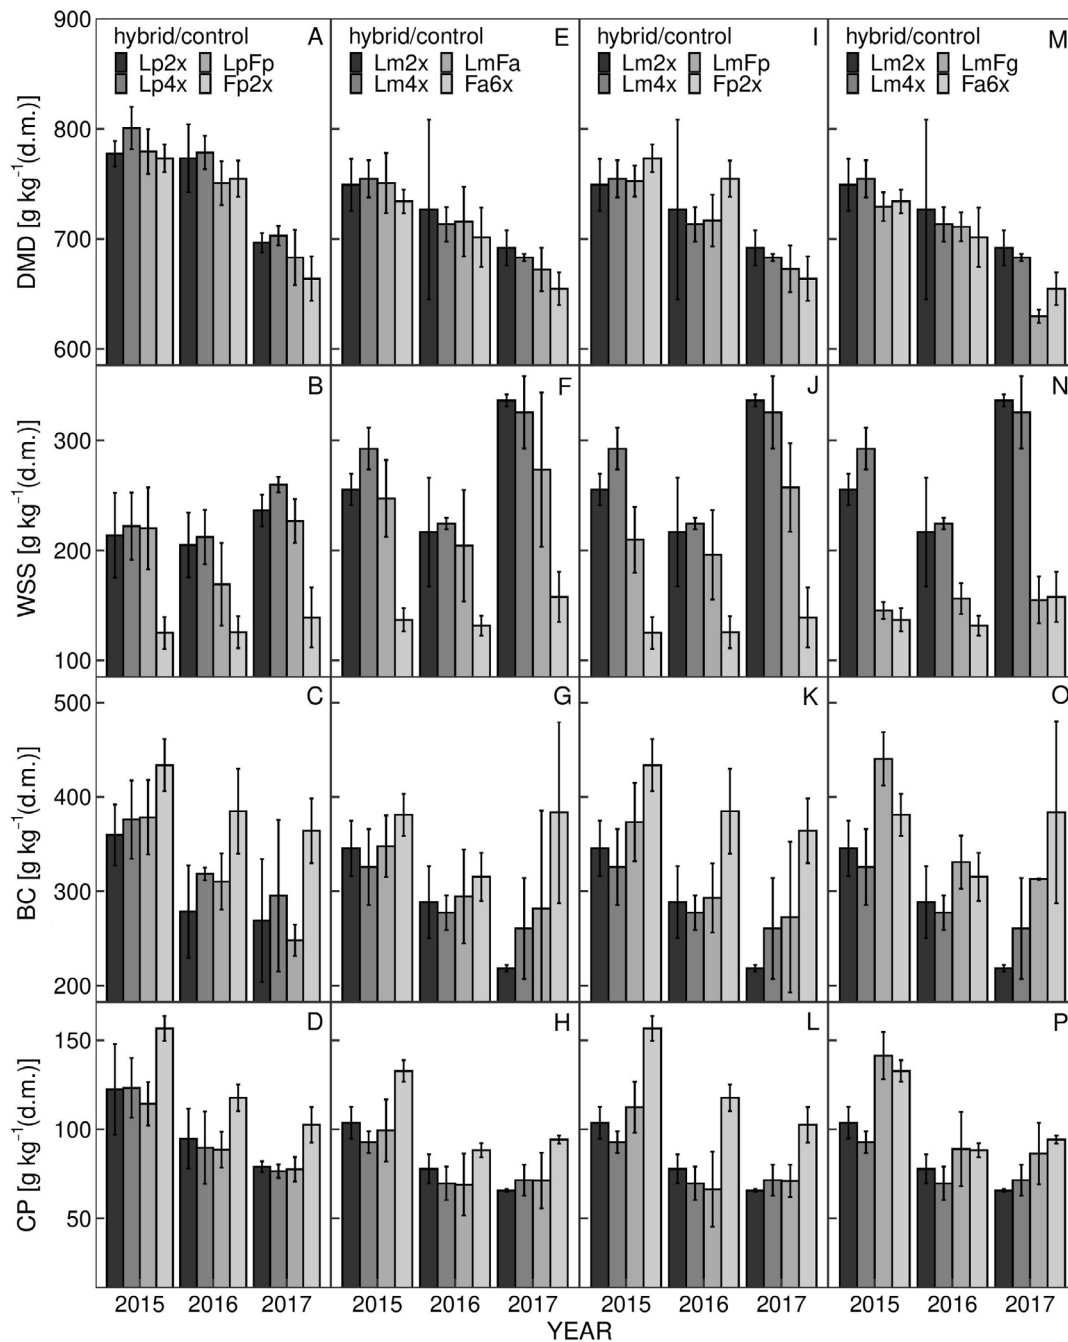 hybrid/control A
Lp2x LpFp
Lp4x Fp2x
hybrid/control E
Lm2x LmFa
Lm4x Fa6x
hybrid/control I
Lm2x LmFp
Lm4x Fp2x
hybrid/control M
Lm2x LmFg
Lm4x Fa6x
DMD [g kg⁻¹(d.m.)]
900
800
700
600
B F J N
WSS [g kg⁻¹(d.m.)]
300
200
100
C G K O
BC [g kg⁻¹(d.m.)]
500
400
300
200
D H L P
CP [g kg⁻¹(d.m.)]
150
100
50
2015 2016 2017 2015 2016 2017 2015 2016 2017 2015 2016 2017
YEAR